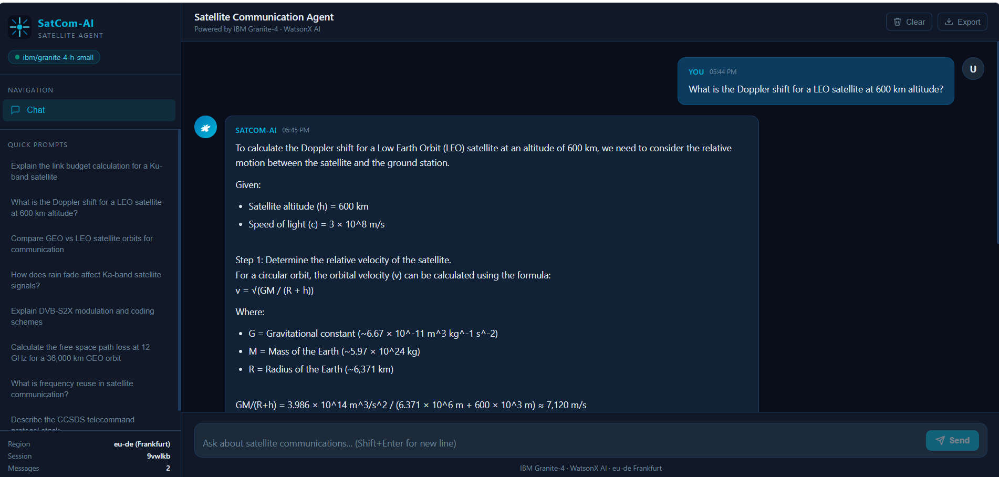 SatCom-AI
SATELLITE AGENT
ibm/granite-4-h-small
NAVIGATION
Chat
QUICK PROMPTS
Explain the link budget calculation for a Ku-
band satellite
What is the Doppler shift for a LEO satellite
at 600 km altitude?
Compare GEO vs LEO satellite orbits for
communication
How does rain fade affect Ka-band satellite
signals?
Explain DVB-S2X modulation and coding
schemes
Calculate the free-space path loss at 12
GHz for a 36,000 km GEO orbit
What is frequency reuse in satellite
communication?
Describe the CCSDS telecommand
protocol stack
Region eu-de (Frankfurt)
Session 9vwlkb
Messages 2
Satellite Communication Agent
Powered by IBM Granite-4 · WatsonX AI
Clear
Export
YOU 05:44 PM
What is the Doppler shift for a LEO satellite at 600 km altitude?
U
SATCOM-AI 05:45 PM
To calculate the Doppler shift for a Low Earth Orbit (LEO) satellite at an altitude of 600 km, we need to consider the relative
motion between the satellite and the ground station.
Given:
• Satellite altitude (h) = 600 km
• Speed of light (c) = 3 × 10^8 m/s
Step 1: Determine the relative velocity of the satellite.
For a circular orbit, the orbital velocity (v) can be calculated using the formula:
v = √(GM / (R + h))
Where:
• G = Gravitational constant (~6.67 × 10^-11 m^3 kg^-1 s^-2)
• M = Mass of the Earth (~5.97 × 10^24 kg)
• R = Radius of the Earth (~6,371 km)
GM/(R+h) = 3.986 × 10^14 m^3/s^2 / (6.371 × 10^6 m + 600 × 10^3 m) ≈ 7,120 m/s
Ask about satellite communications... (Shift+Enter for new line)
Send
IBM Granite-4 · WatsonX AI · eu-de Frankfurt